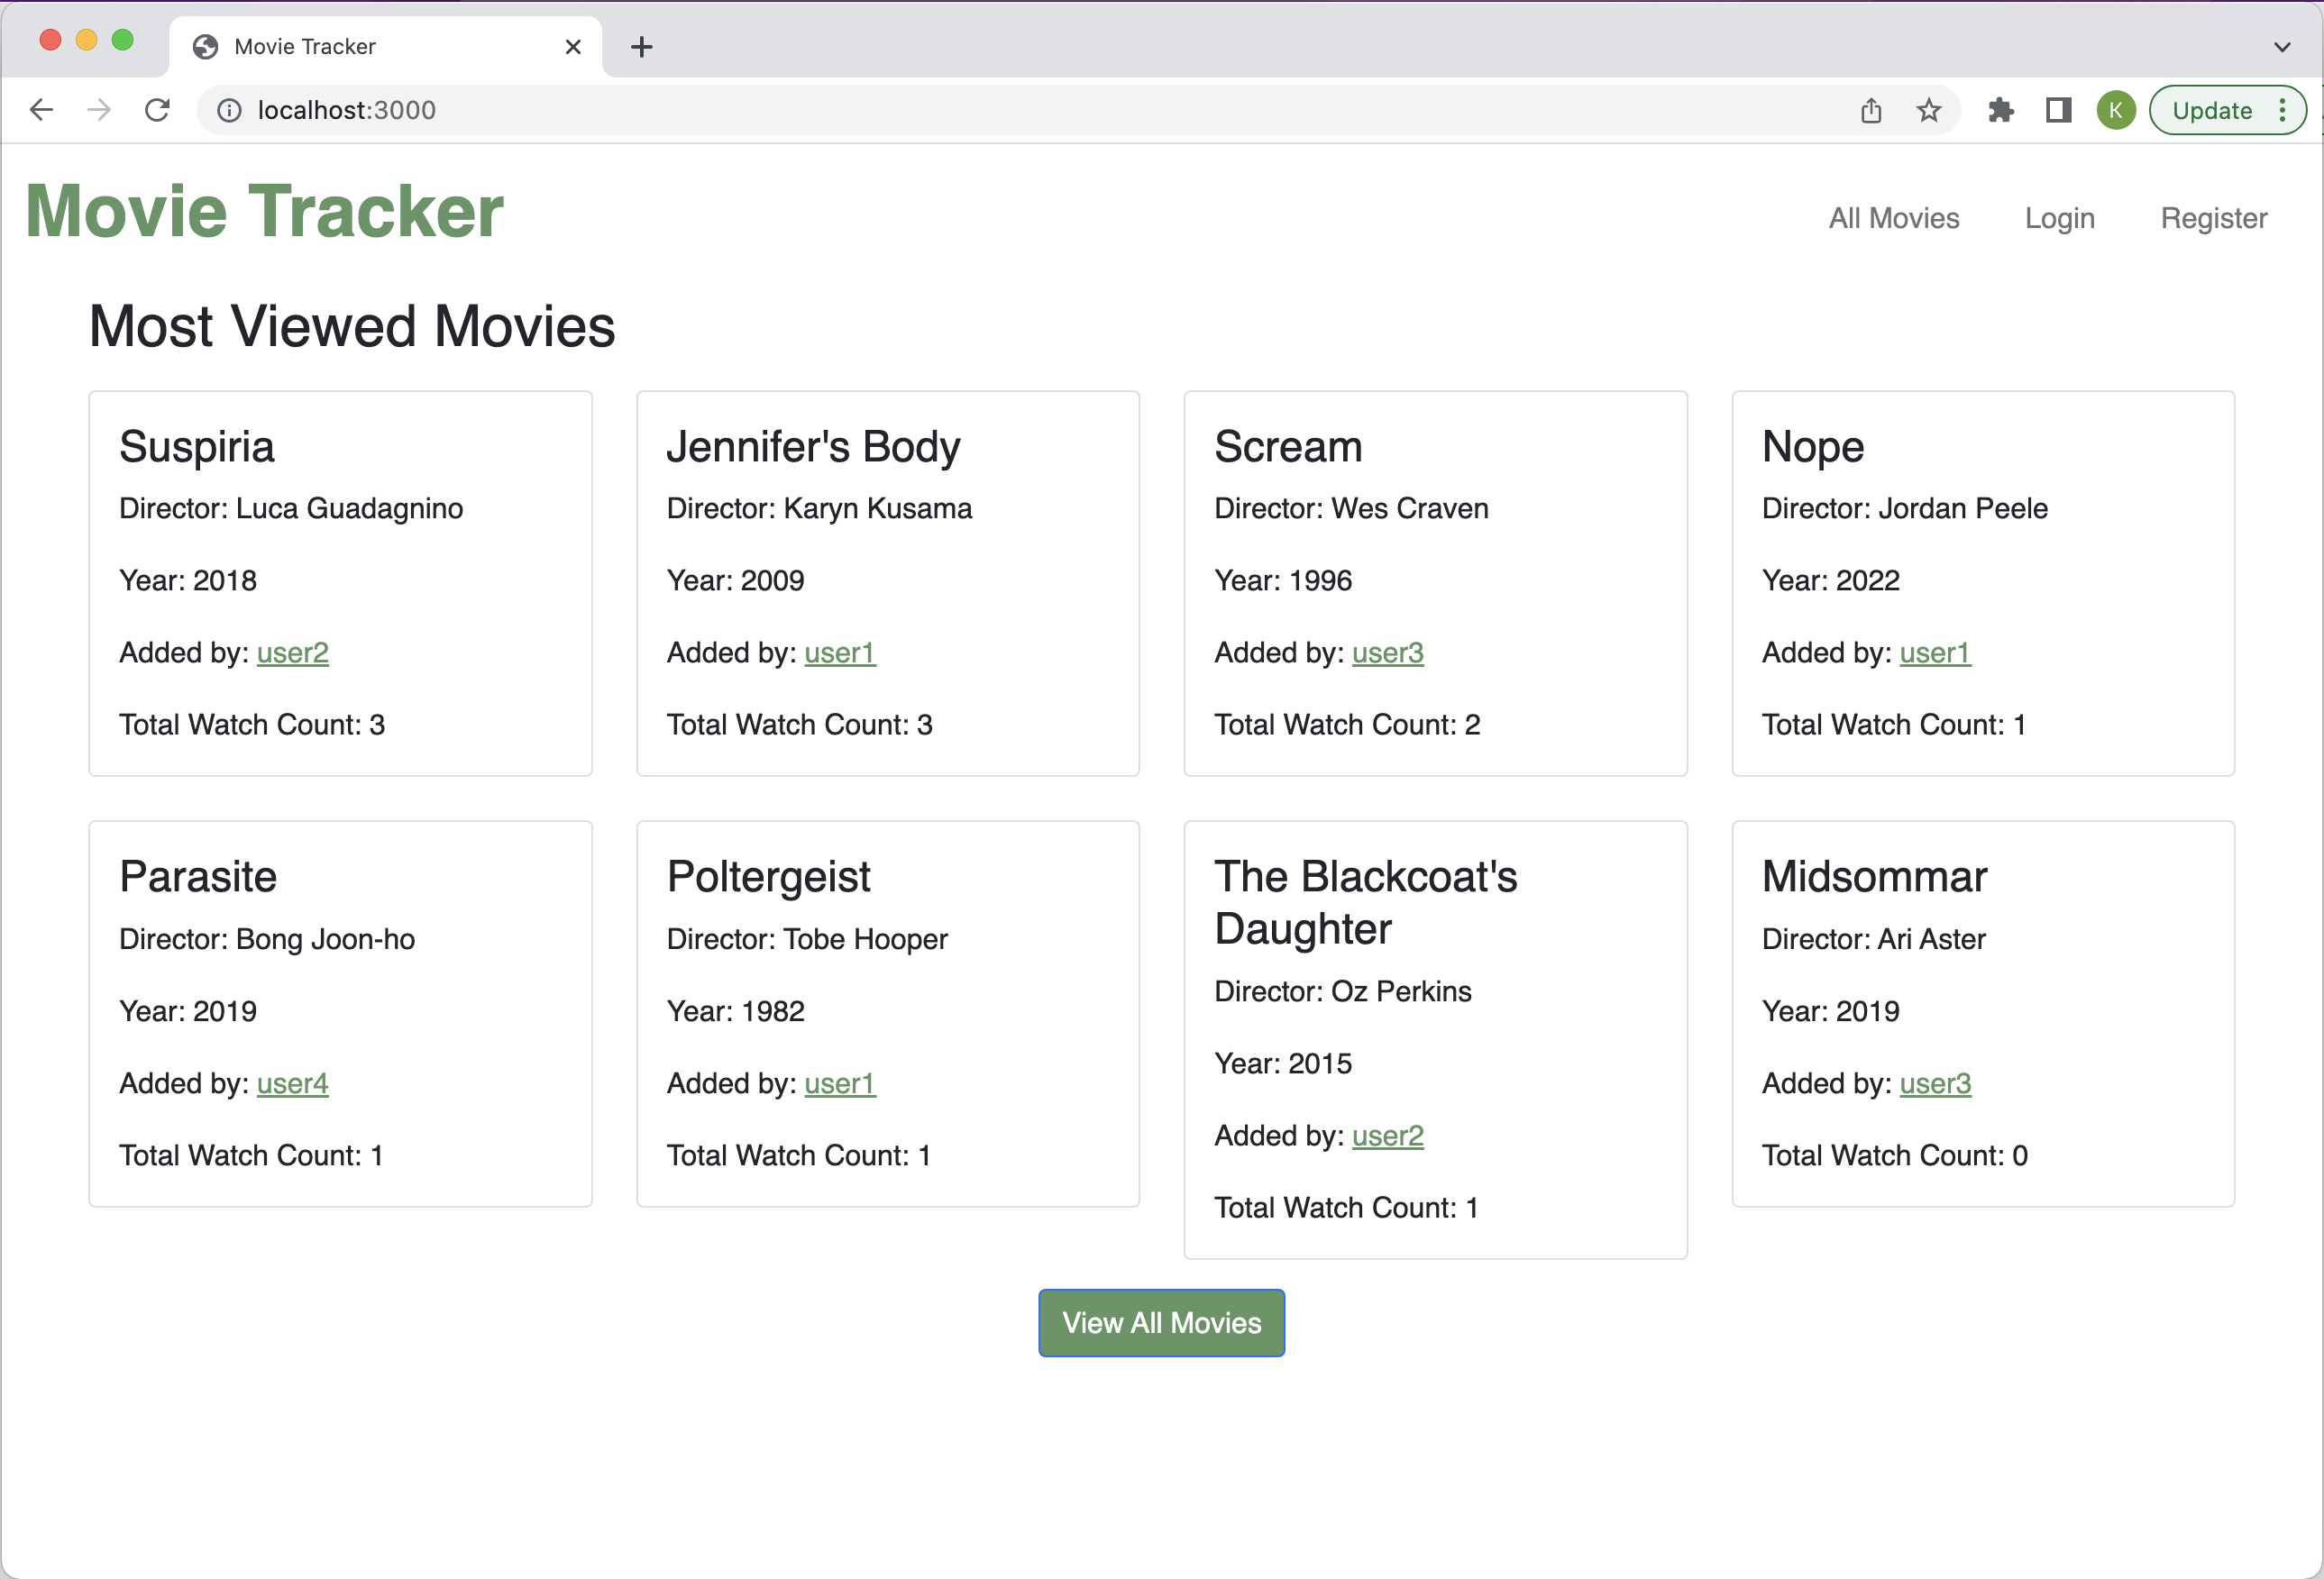 Movie Tracker
localhost:3000
K
Update
Movie Tracker
All Movies
Login
Register
Most Viewed Movies
Suspiria
Director: Luca Guadagnino
Year: 2018
Added by: user2
Total Watch Count: 3
Jennifer's Body
Director: Karyn Kusama
Year: 2009
Added by: user1
Total Watch Count: 3
Scream
Director: Wes Craven
Year: 1996
Added by: user3
Total Watch Count: 2
Nope
Director: Jordan Peele
Year: 2022
Added by: user1
Total Watch Count: 1
Parasite
Director: Bong Joon-ho
Year: 2019
Added by: user4
Total Watch Count: 1
Poltergeist
Director: Tobe Hooper
Year: 1982
Added by: user1
Total Watch Count: 1
The Blackcoat's
Daughter
Director: Oz Perkins
Year: 2015
Added by: user2
Total Watch Count: 1
Midsommar
Director: Ari Aster
Year: 2019
Added by: user3
Total Watch Count: 0
View All Movies